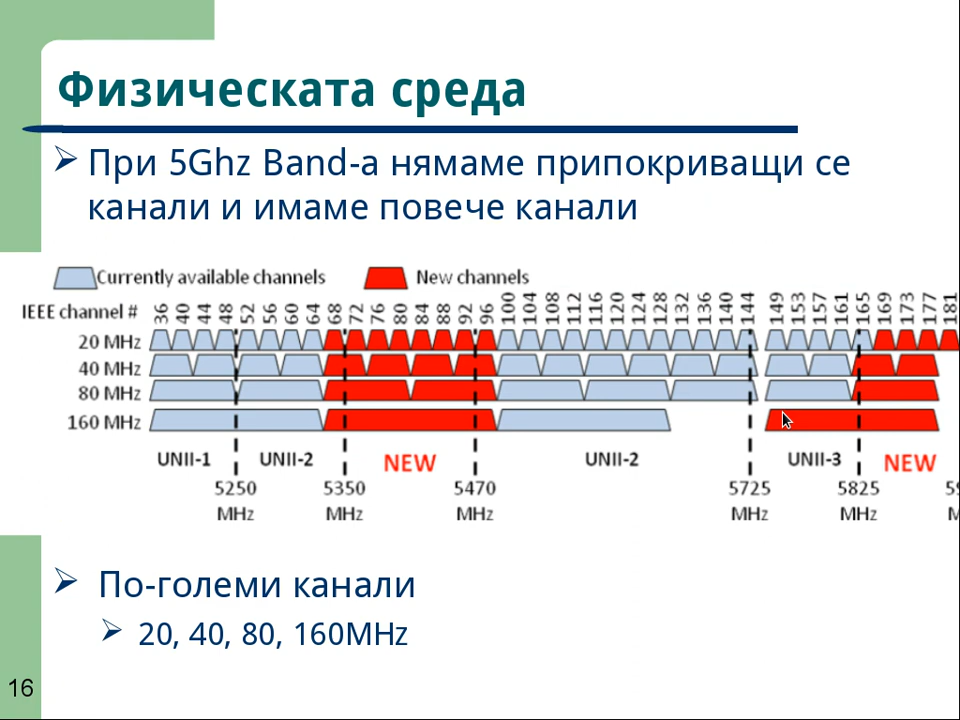 Физическата среда
При 5Ghz Band-а нямаме припокриващи се
канали и имаме повече канали
Currently available channels New channels
IEEE channel # 36 40 44 48 52 56 60 64 68 72 76 80 84 88 92 96 100 104 108 112 116 120 124 128 132 136 140 144 149 153 157 161 165 169 173 177 181
20 MHz
40 MHz
80 MHz
160 MHz
UNII-1 UNII-2 NEW UNII-2 UNII-3 NEW
5250 5350 5470 5725 5825
MHz MHz MHz MHz MHz
По-големи канали
20, 40, 80, 160MHz
16